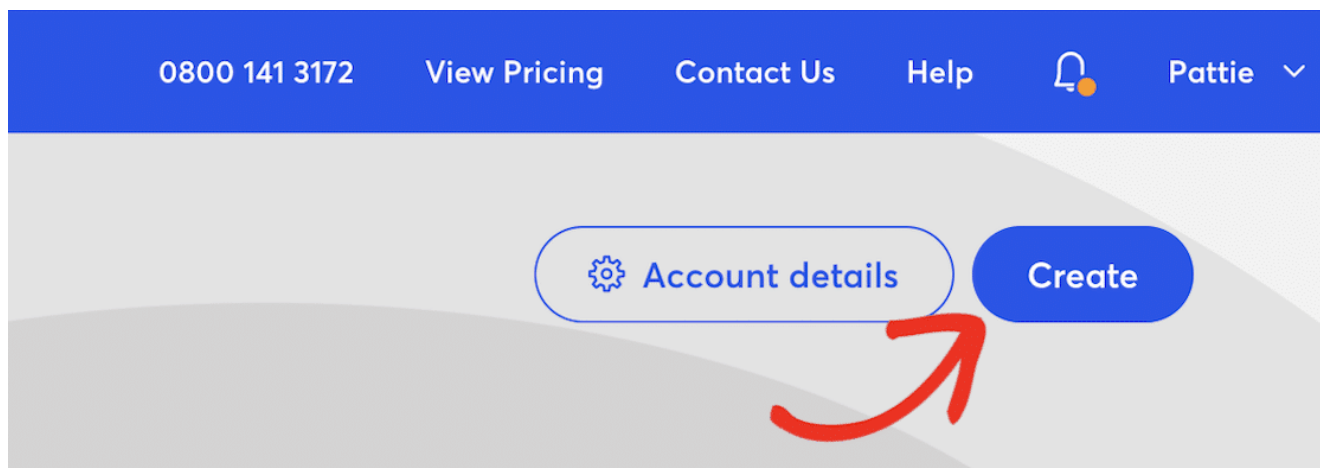 0800 141 3172 View Pricing Contact Us Help Pattie
Account details Create